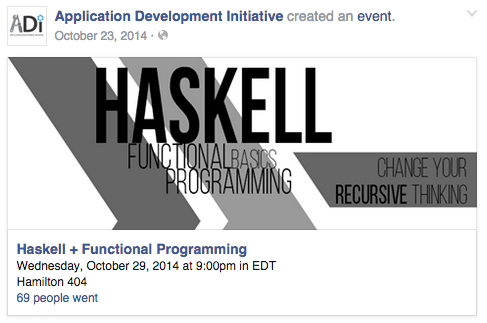 ADi
Application Development Initiative created an event.
October 23, 2014 ·
HASKELL
FUNCTIONAL BASICS
PROGRAMMING
CHANGE YOUR
RECURSIVE THINKING
Haskell + Functional Programming
Wednesday, October 29, 2014 at 9:00pm in EDT
Hamilton 404
69 people went